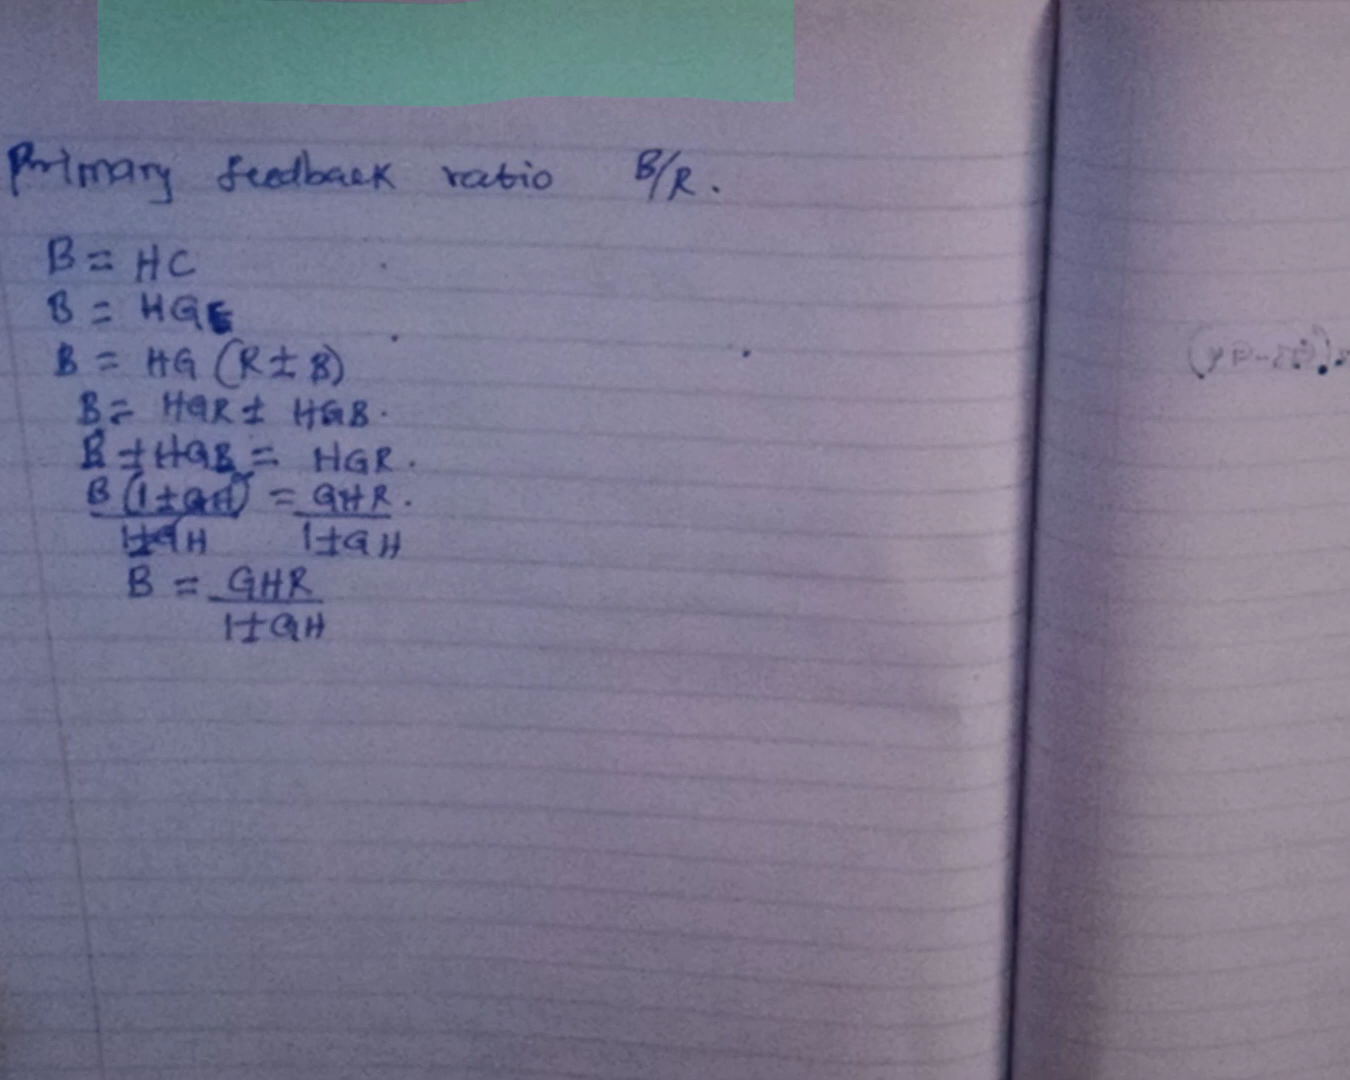 Primary feedback ratio B/R.
B = HC
B = HGE
B = HG (R ± B)
B = HGR ± HGB.
B ± HGB = HGR.
B (1 ± GH) = GHR.
1±GH 1±GH
B = GHR
1±GH